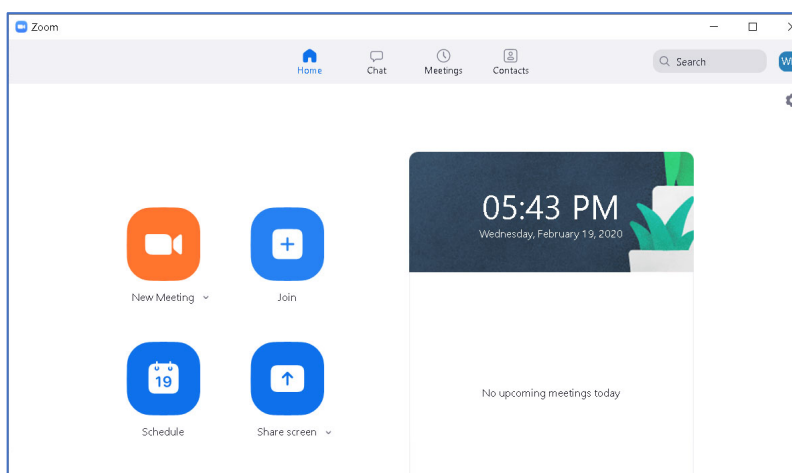 Zoom
Home
Chat
Meetings
Contacts
Search
05:43 PM
Wednesday, February 19, 2020
New Meeting
Join
19
Schedule
Share screen
No upcoming meetings today